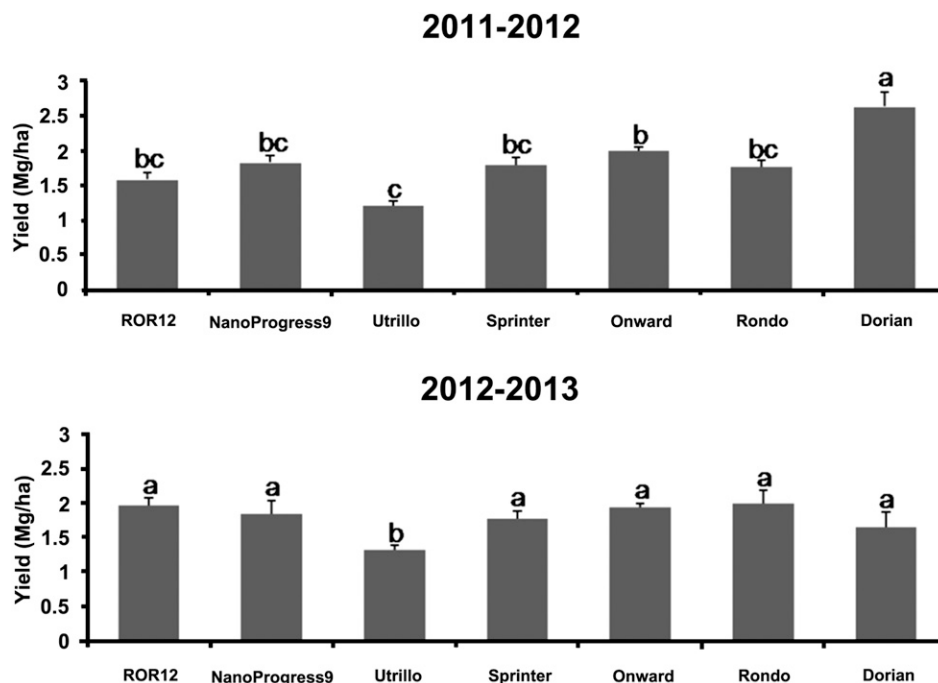 2011-2012
Yield (Mg/ha)
3
2.5
2
1.5
1
0.5
0
bc
bc
c
bc
b
bc
a
ROR12 NanoProgress9 Utrillo Sprinter Onward Rondo Dorian
2012-2013
Yield (Mg/ha)
3
2.5
2
1.5
1
0.5
0
a
a
b
a
a
a
a
ROR12 NanoProgress9 Utrillo Sprinter Onward Rondo Dorian